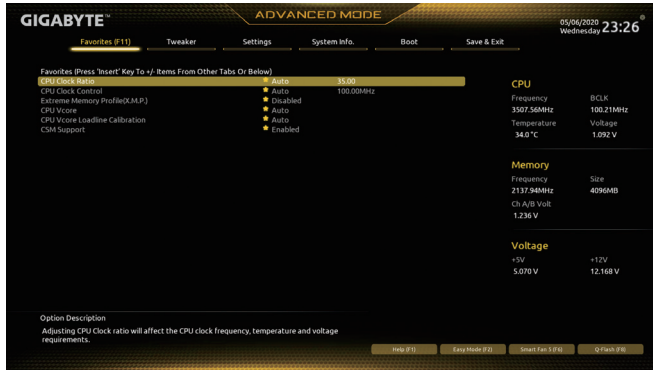 GIGABYTE™
ADVANCED MODE
05/06/2020
Wednesday 23:26
Favorites (F11) Tweaker Settings System Info. Boot Save & Exit
Favorites (Press 'Insert' Key To +/- Items From Other Tabs Or Below)
CPU Clock Ratio Auto 35.00
CPU Clock Control Auto 100.00MHz
Extreme Memory Profile(X.M.P.) Disabled
CPU Vcore Auto
CPU Vcore Loadline Calibration Auto
CSM Support Enabled
CPU
Frequency BCLK
3507.56MHz 100.21MHz
Temperature Voltage
34.0 °C 1.092 V
Memory
Frequency Size
2137.94MHz 4096MB
Ch A/B Volt
1.236 V
Voltage
+5V +12V
5.070 V 12.168 V
Option Description
Adjusting CPU Clock ratio will affect the CPU clock frequency, temperature and voltage
requirements.
Help (F1) Easy Mode (F2) Smart Fan 5 (F6) Q-Flash (F8)